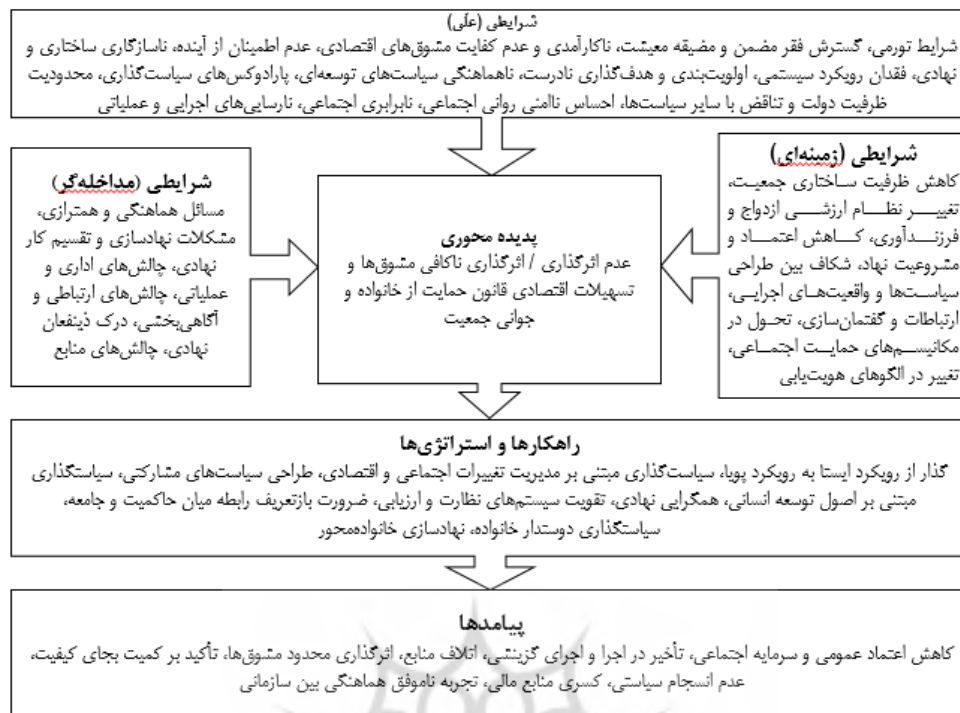 شرایطی (علّی)
شرایط تورمی، گسترش فقر مضمن و مضیقه معیشت، ناکارآمدی و عدم کفایت مشوق‌های اقتصادی، عدم اطمینان از آینده، ناسازگاری ساختاری و
نهادی، فقدان رویکرد سیستمی، اولویت‌بندی و هدف‌گذاری نادرست، ناهماهنگی سیاست‌های توسعه‌ای، پارادوکس‌های سیاست‌گذاری، محدودیت
ظرفیت دولت و تناقض با سایر سیاست‌ها، احساس ناامنی روانی اجتماعی، نابرابری اجتماعی، نارسایی‌های اجرایی و عملیاتی
شرایطی (زمینه‌ای)
کاهش ظرفیت ساختاری جمعیت،
تغییر نظام ارزشی ازدواج و
فرزندآوری، کاهش اعتماد و
مشروعیت نهاد، شکاف بین طراحی
سیاست‌ها و واقعیت‌های اجرایی،
ارتباطات و گفتمان‌سازی، تحول در
مکانیسم‌های حمایت اجتماعی،
تغییر در الگوهای هویت‌یابی
پدیده محوری
عدم اثرگذاری / اثرگذاری ناکافی مشوق‌ها و
تسهیلات اقتصادی قانون حمایت از خانواده و
جوانی جمعیت
شرایطی (مداخله‌گر)
مسائل هماهنگی و همترازی،
مشکلات نهادسازی و تقسیم کار
نهادی، چالش‌های اداری و
عملیاتی، چالش‌های ارتباطی و
آگاهی‌بخشی، درک ذینفعان
نهادی، چالش‌های منابع
راهکارها و استراتژی‌ها
گذار از رویکرد ایستا به رویکرد پویا، سیاست‌گذاری مبتنی بر مدیریت تغییرات اجتماعی و اقتصادی، طراحی سیاست‌های مشارکتی، سیاستگذاری
مبتنی بر اصول توسعه انسانی، همگرایی نهادی، تقویت سیستم‌های نظارت و ارزیابی، ضرورت بازتعریف رابطه میان حاکمیت و جامعه،
سیاستگذاری دوستدار خانواده، نهادسازی خانواده‌محور
پیامدها
کاهش اعتماد عمومی و سرمایه اجتماعی، تأخیر در اجرا و اجرای گزینشی، اتلاف منابع، اثرگذاری محدود مشوق‌ها، تأکید بر کمیت بجای کیفیت،
عدم انسجام سیاستی، کسری منابع مالی، تجربه ناموفق هماهنگی بین سازمانی